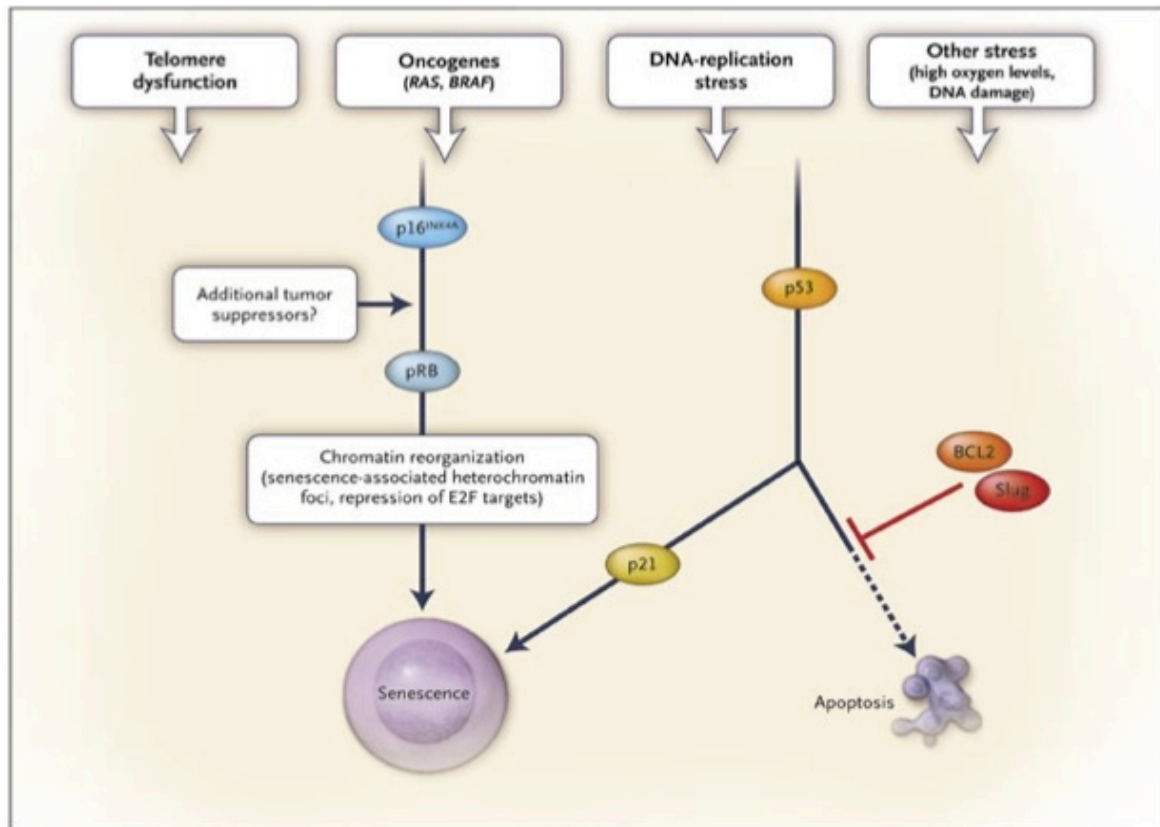 Telomere
dysfunction
Oncogenes
(RAS, BRAF)
DNA-replication
stress
Other stress
(high oxygen levels,
DNA damage)
p16INK4A
p53
Additional tumor
suppressors?
pRB
Chromatin reorganization
(senescence-associated heterochromatin
foci, repression of E2F targets)
BCL2
Slug
p21
Senescence
Apoptosis